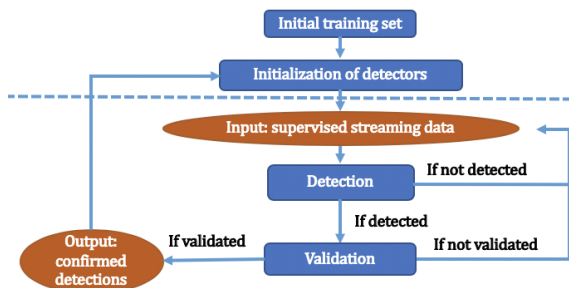 Initial training set
Initialization of detectors
Input: supervised streaming data
Detection
If not detected
If detected
Output:
confirmed
detections
If validated
Validation
If not validated